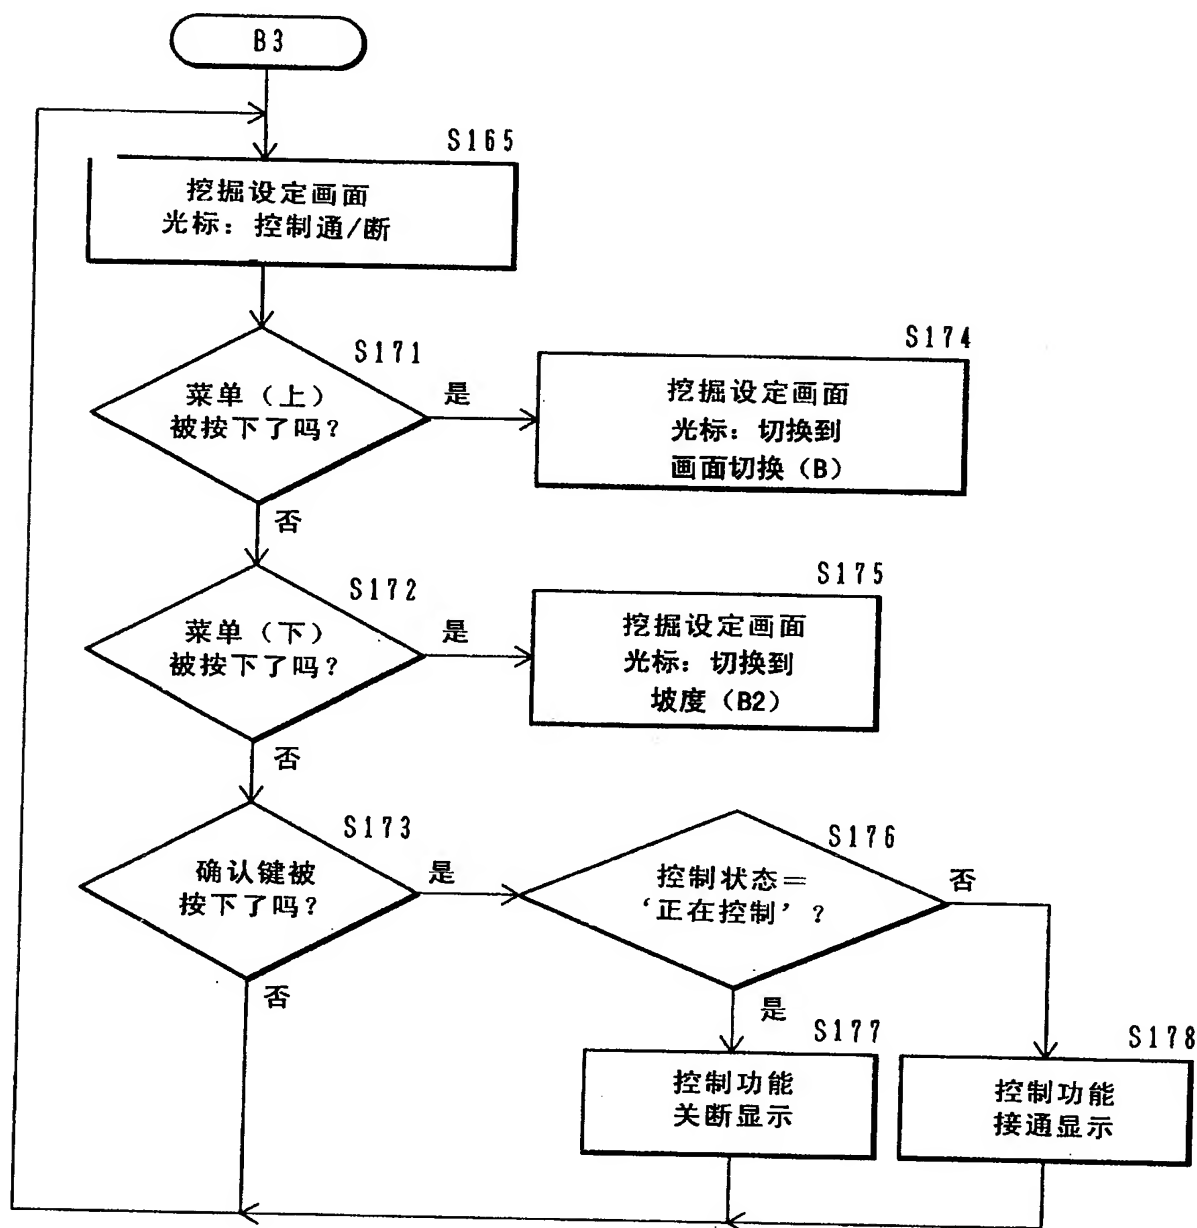 B3
S165
挖掘设定画面
光标：控制通/断
S171
菜单（上）
被按下了吗？
是
S174
挖掘设定画面
光标：切换到
画面切换（B）
否
S172
菜单（下）
被按下了吗？
是
S175
挖掘设定画面
光标：切换到
坡度（B2）
否
S173
确认键被
按下了吗？
是
S176
控制状态＝
‘正在控制’？
否
否
是
S177
控制功能
关断显示
S178
控制功能
接通显示